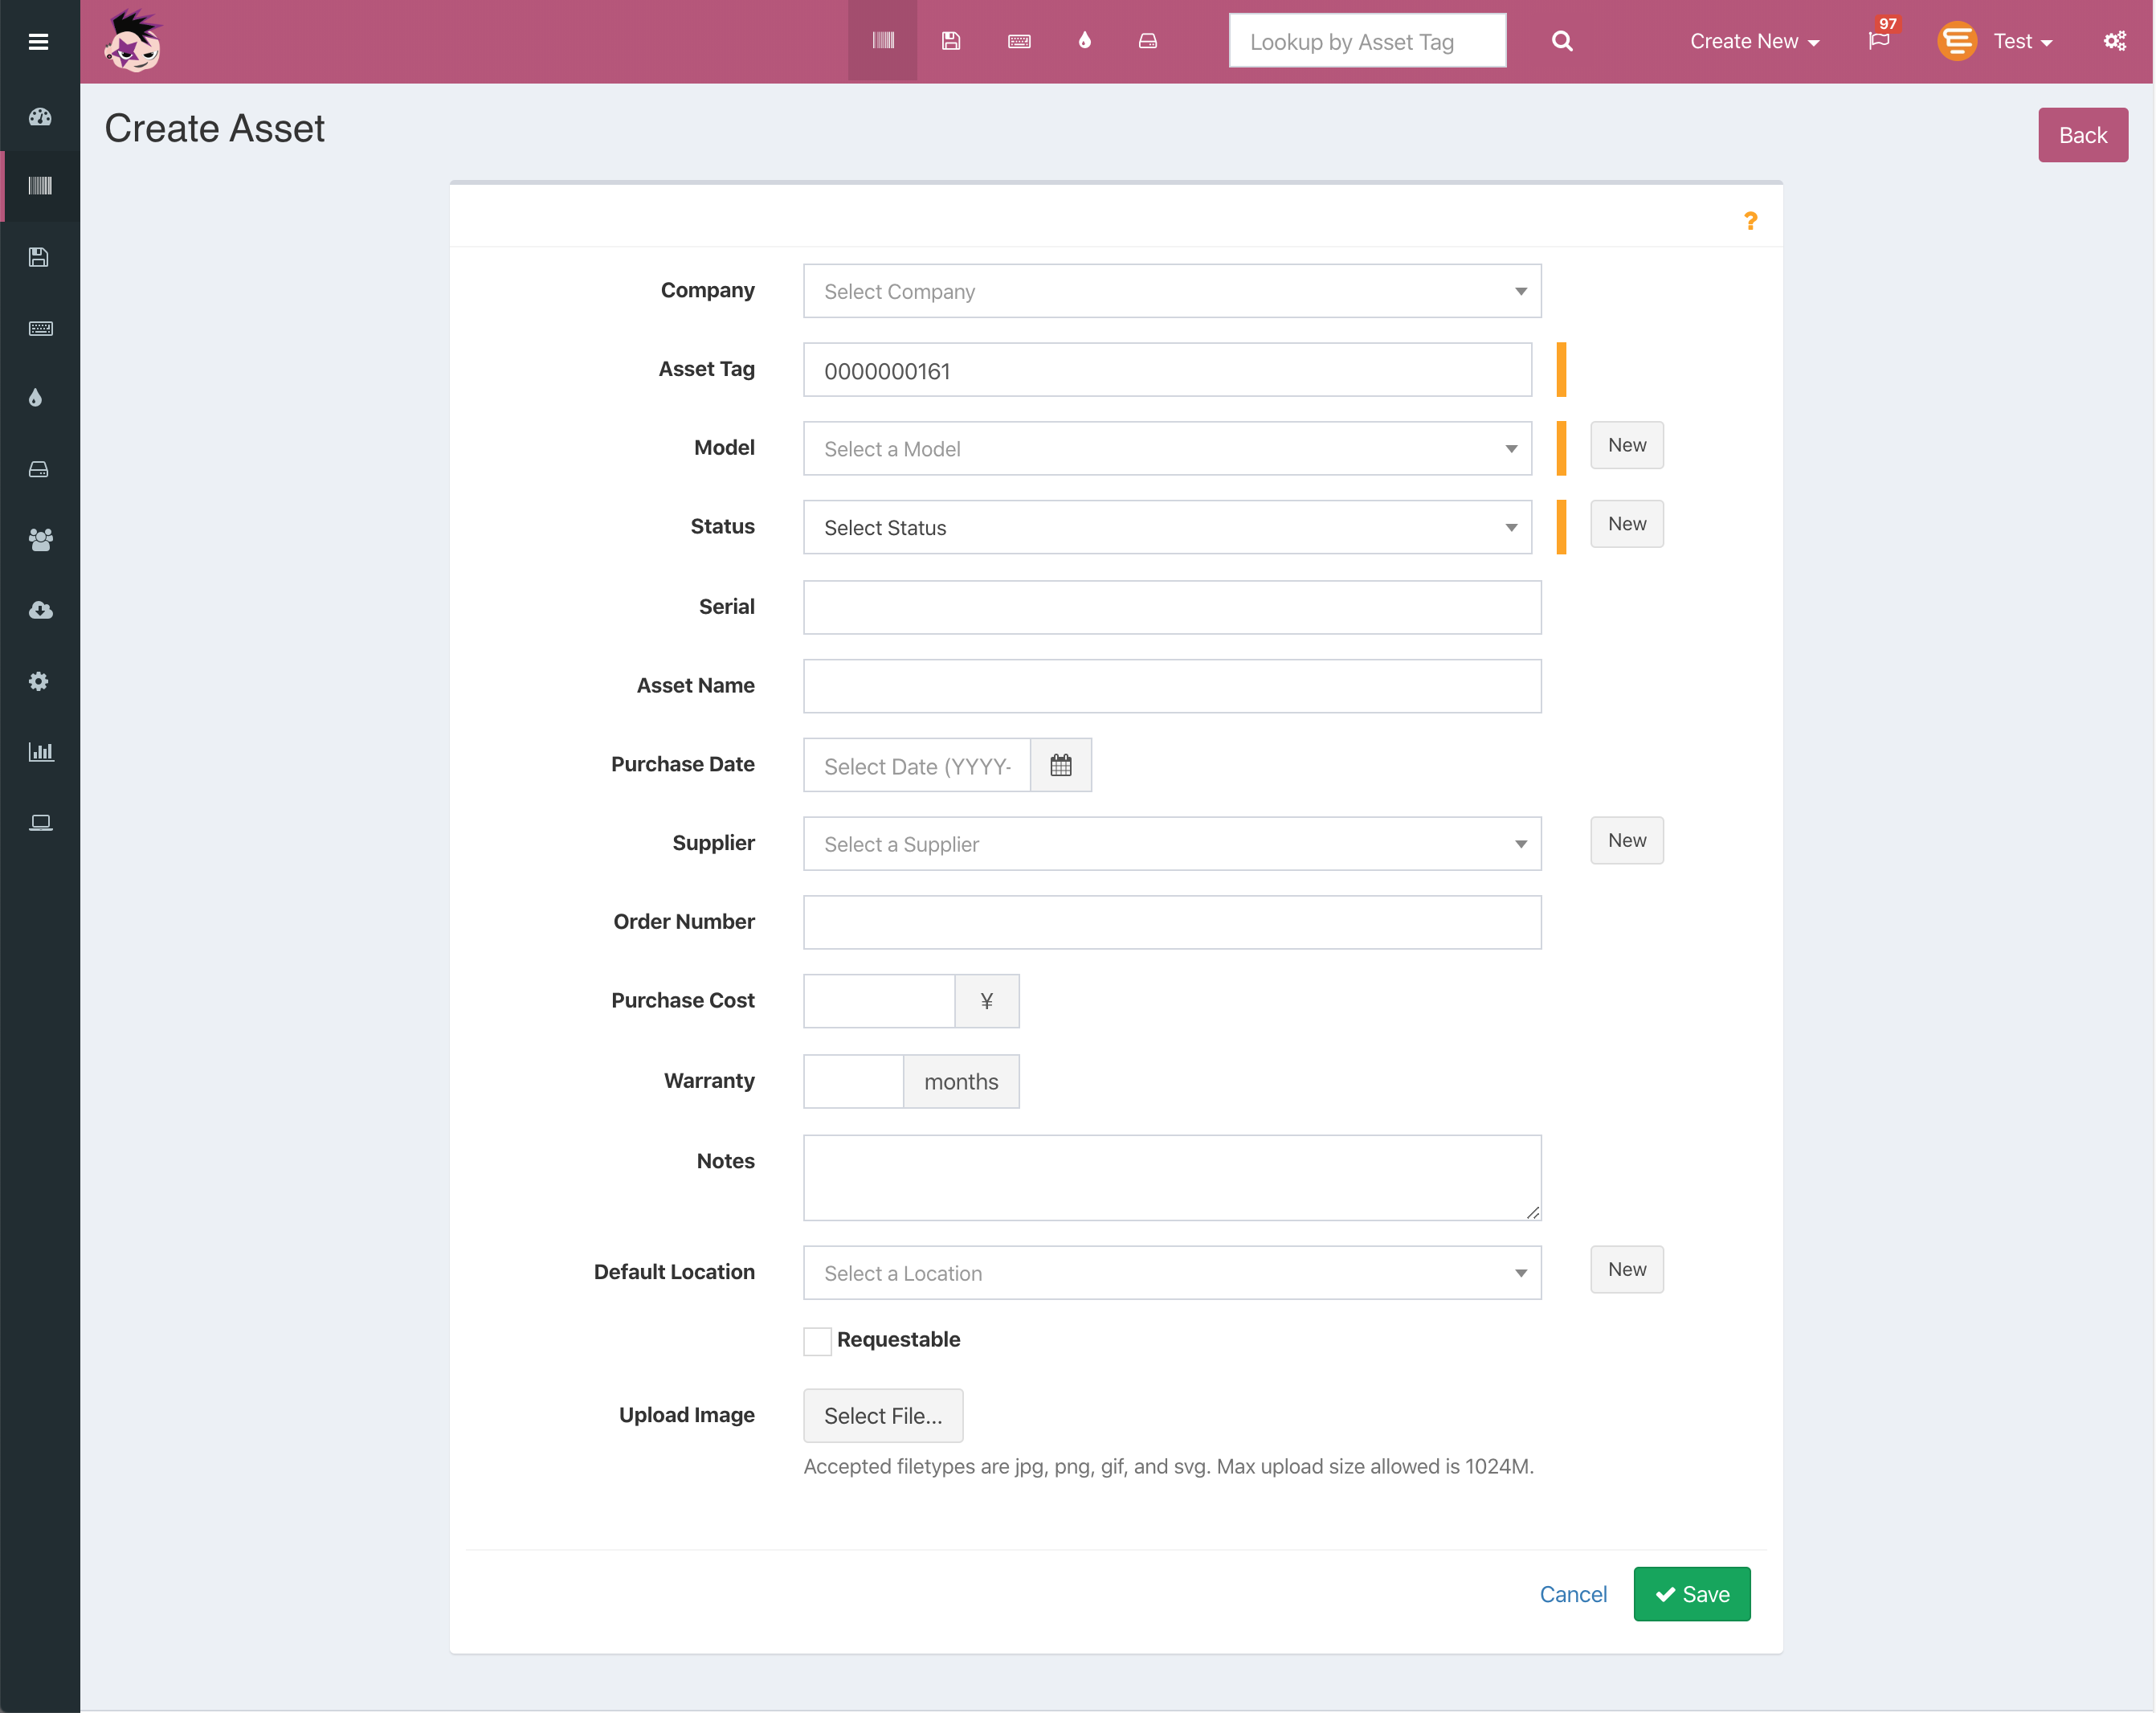 Lookup by Asset Tag
Create New
97
Test
Create Asset
Back
?
Company
Select Company
Asset Tag
0000000161
Model
Select a Model
New
Status
Select Status
New
Serial
Asset Name
Purchase Date
Select Date (YYYY-
Supplier
Select a Supplier
New
Order Number
Purchase Cost
¥
Warranty
months
Notes
Default Location
Select a Location
New
Requestable
Upload Image
Select File...
Accepted filetypes are jpg, png, gif, and svg. Max upload size allowed is 1024M.
Cancel
Save